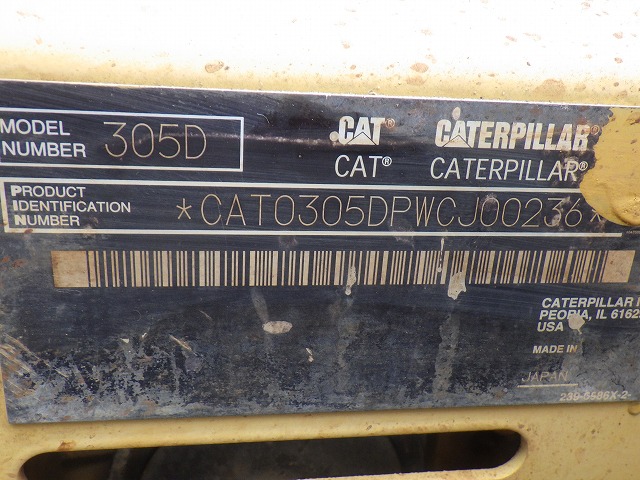 MODEL
NUMBER 305D
CAT® CATERPILLAR®
CAT® CATERPILLAR®
PRODUCT
IDENTIFICATION
NUMBER
*CAT0305DPWCJ00236*
CATERPILLAR
PEORIA, IL
USA
MADE IN
JAPAN